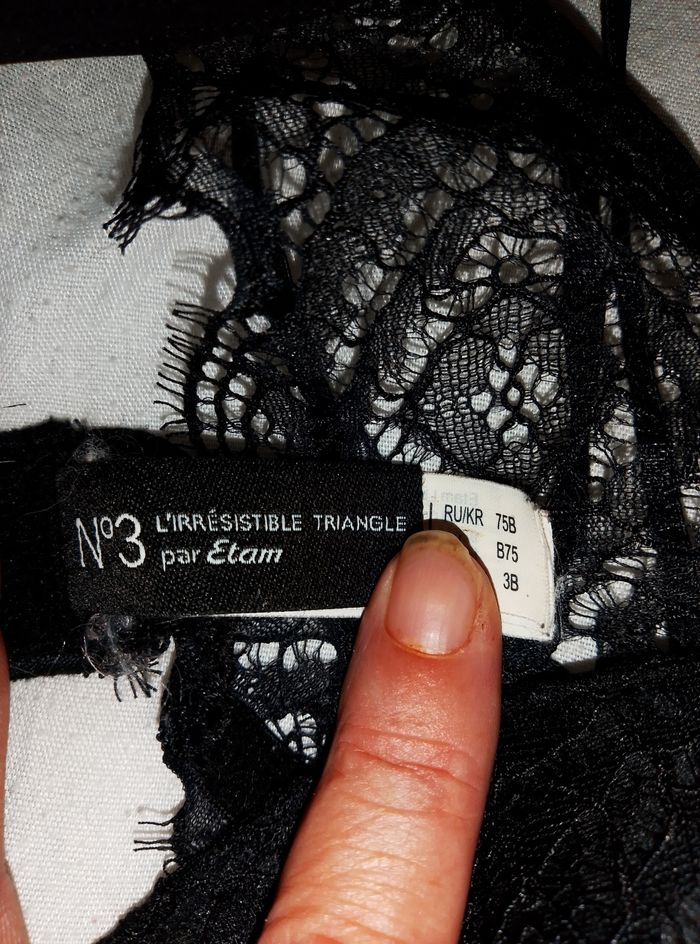 N°3
L'IRRÉSISTIBLE TRIANGLE
par Etam
RU/KR 75B
B75
3B